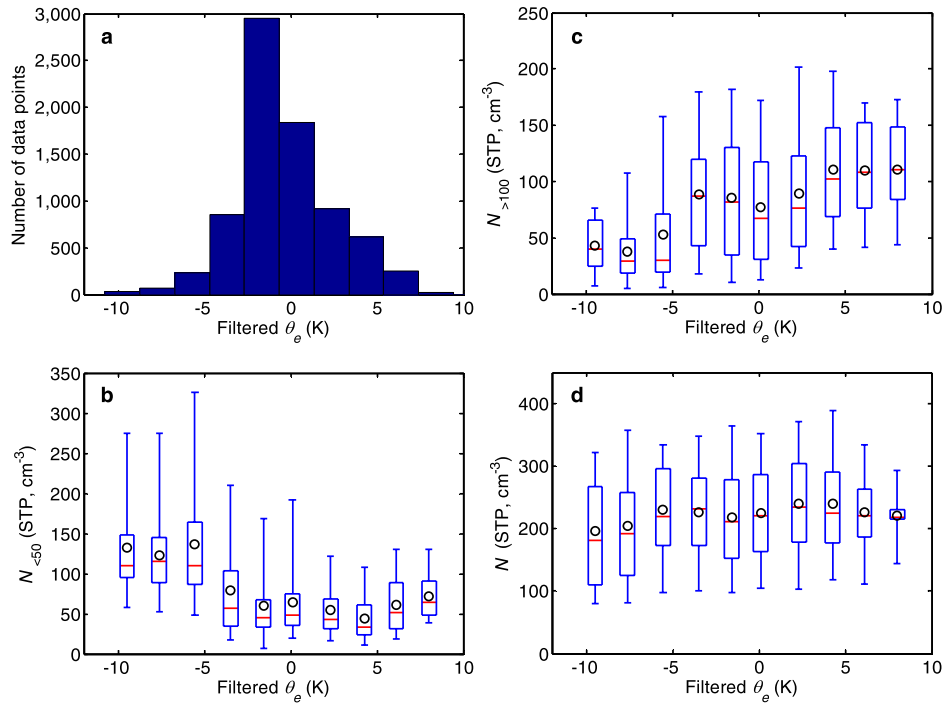 a
3,000
2,500
2,000
1,500
1,000
500
0
Number of data points
-10 -5 0 5 10
Filtered θe (K)
c
250
200
150
100
50
0
N >100 (STP, cm-3)
-10 -5 0 5 10
Filtered θe (K)
b
350
300
250
200
150
100
50
0
N <50 (STP, cm-3)
-10 -5 0 5 10
Filtered θe (K)
d
400
300
200
100
0
N (STP, cm-3)
-10 -5 0 5 10
Filtered θe (K)